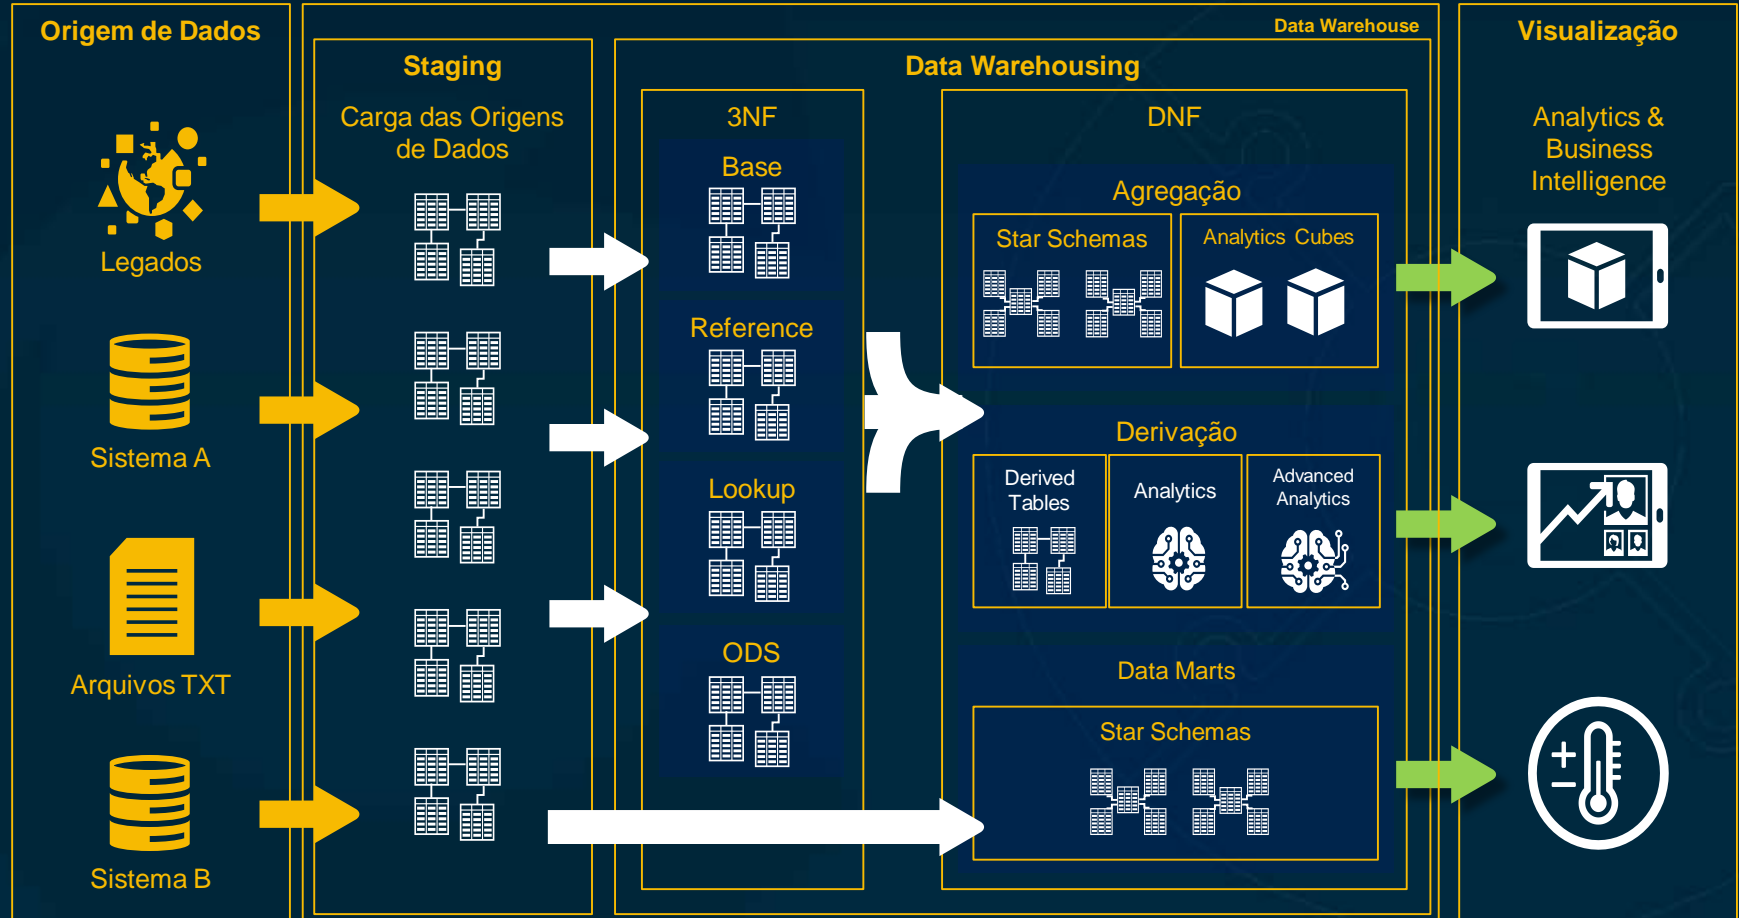 Origem de Dados
Legados
Sistema A
Arquivos TXT
Sistema B
Data Warehouse
Staging
Carga das Origens
de Dados
Data Warehousing
3NF
Base
Reference
Lookup
ODS
DNF
Agregação
Star Schemas
Analytics Cubes
Derivação
Derived
Tables
Analytics
Advanced
Analytics
Data Marts
Star Schemas
Visualização
Analytics &
Business
Intelligence